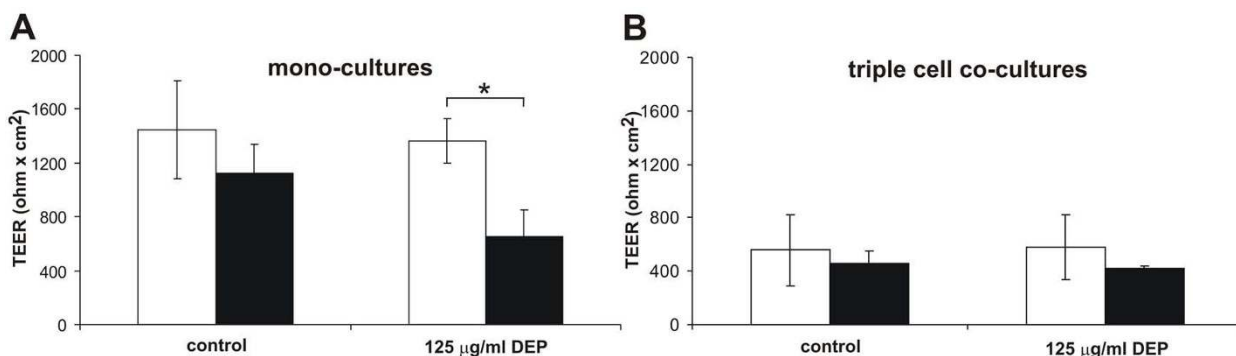 A
mono-cultures
TEER (ohm x cm2)
2000
1600
1200
800
400
0
*
control
125 μg/ml DEP
B
triple cell co-cultures
TEER (ohm x cm2)
2000
1600
1200
800
400
0
control
125 μg/ml DEP